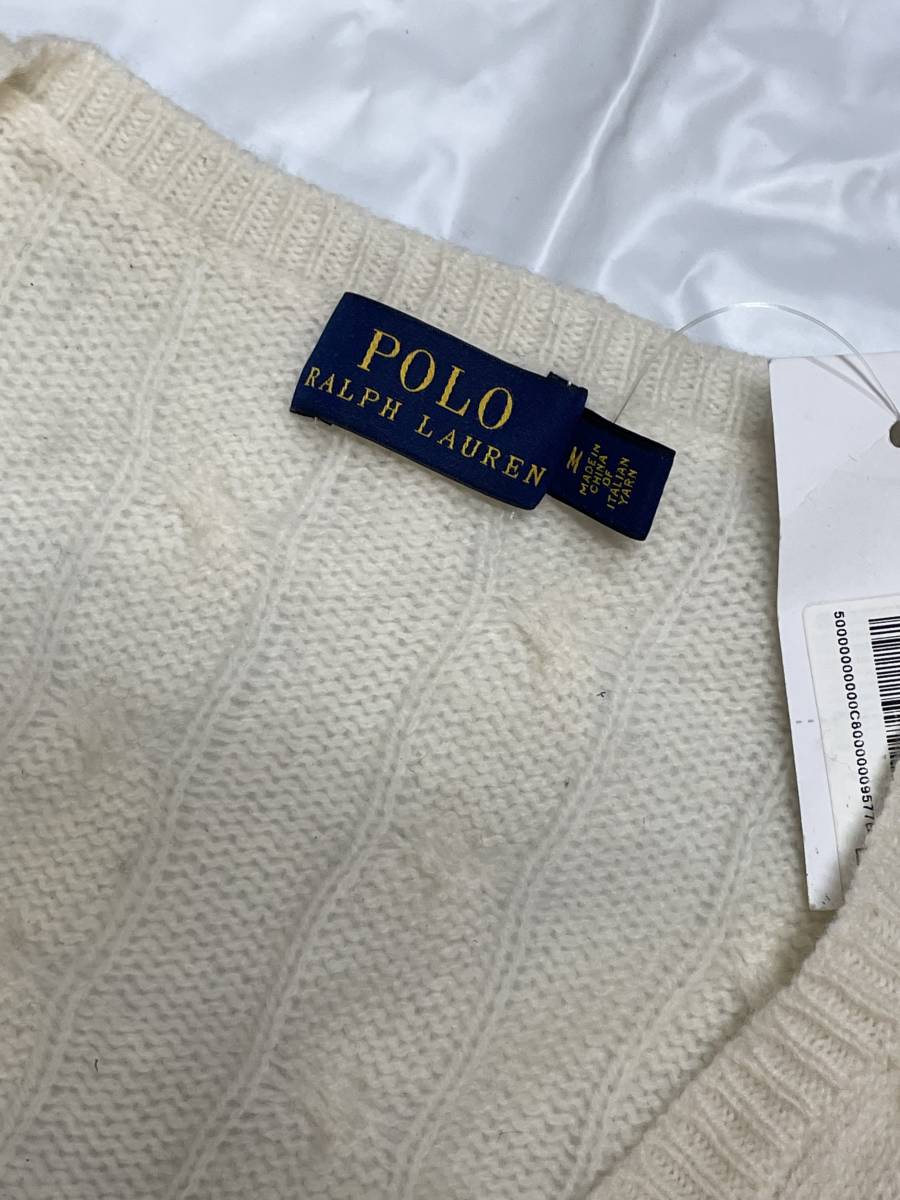 POLO
RALPH LAUREN
M
MADE IN
CHINA
OF
ITALIAN
YARN